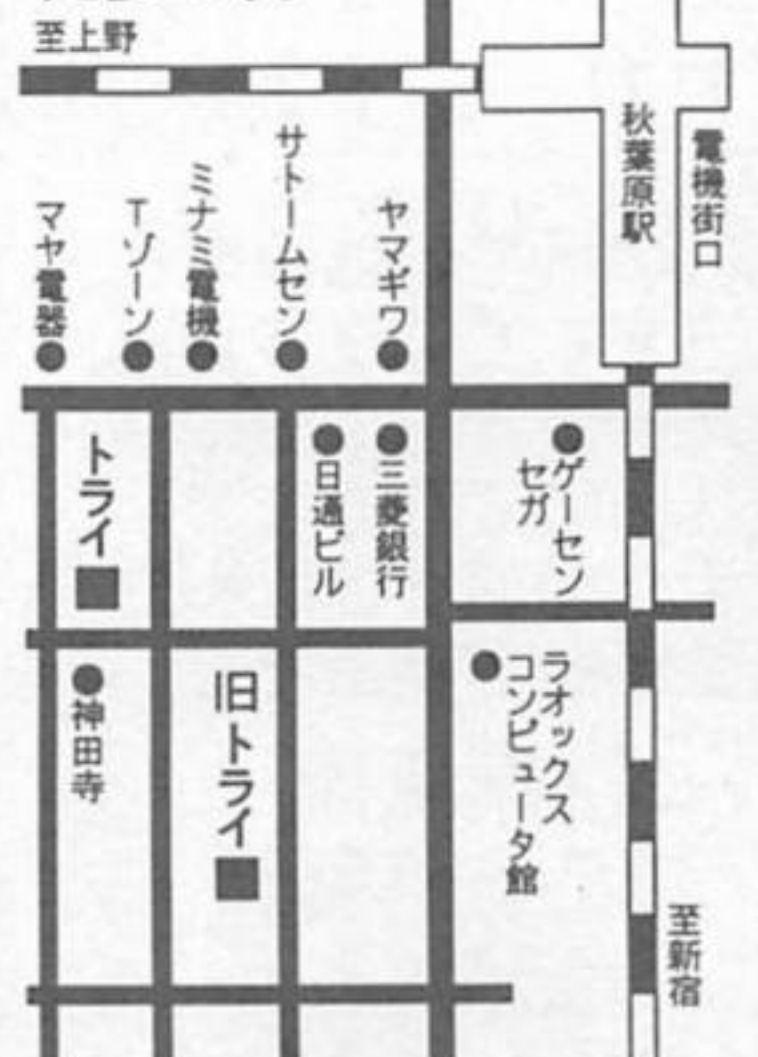 至上野
秋葉原駅
電機街口
マヤ電器
Tゾーン
ミナミ電機
サトームセン
ヤマギワ
トライ
日通ビル
三菱銀行
ゲーセン
セガ
神田寺
旧トライ
ラオックス
コンピュータ館
至新宿